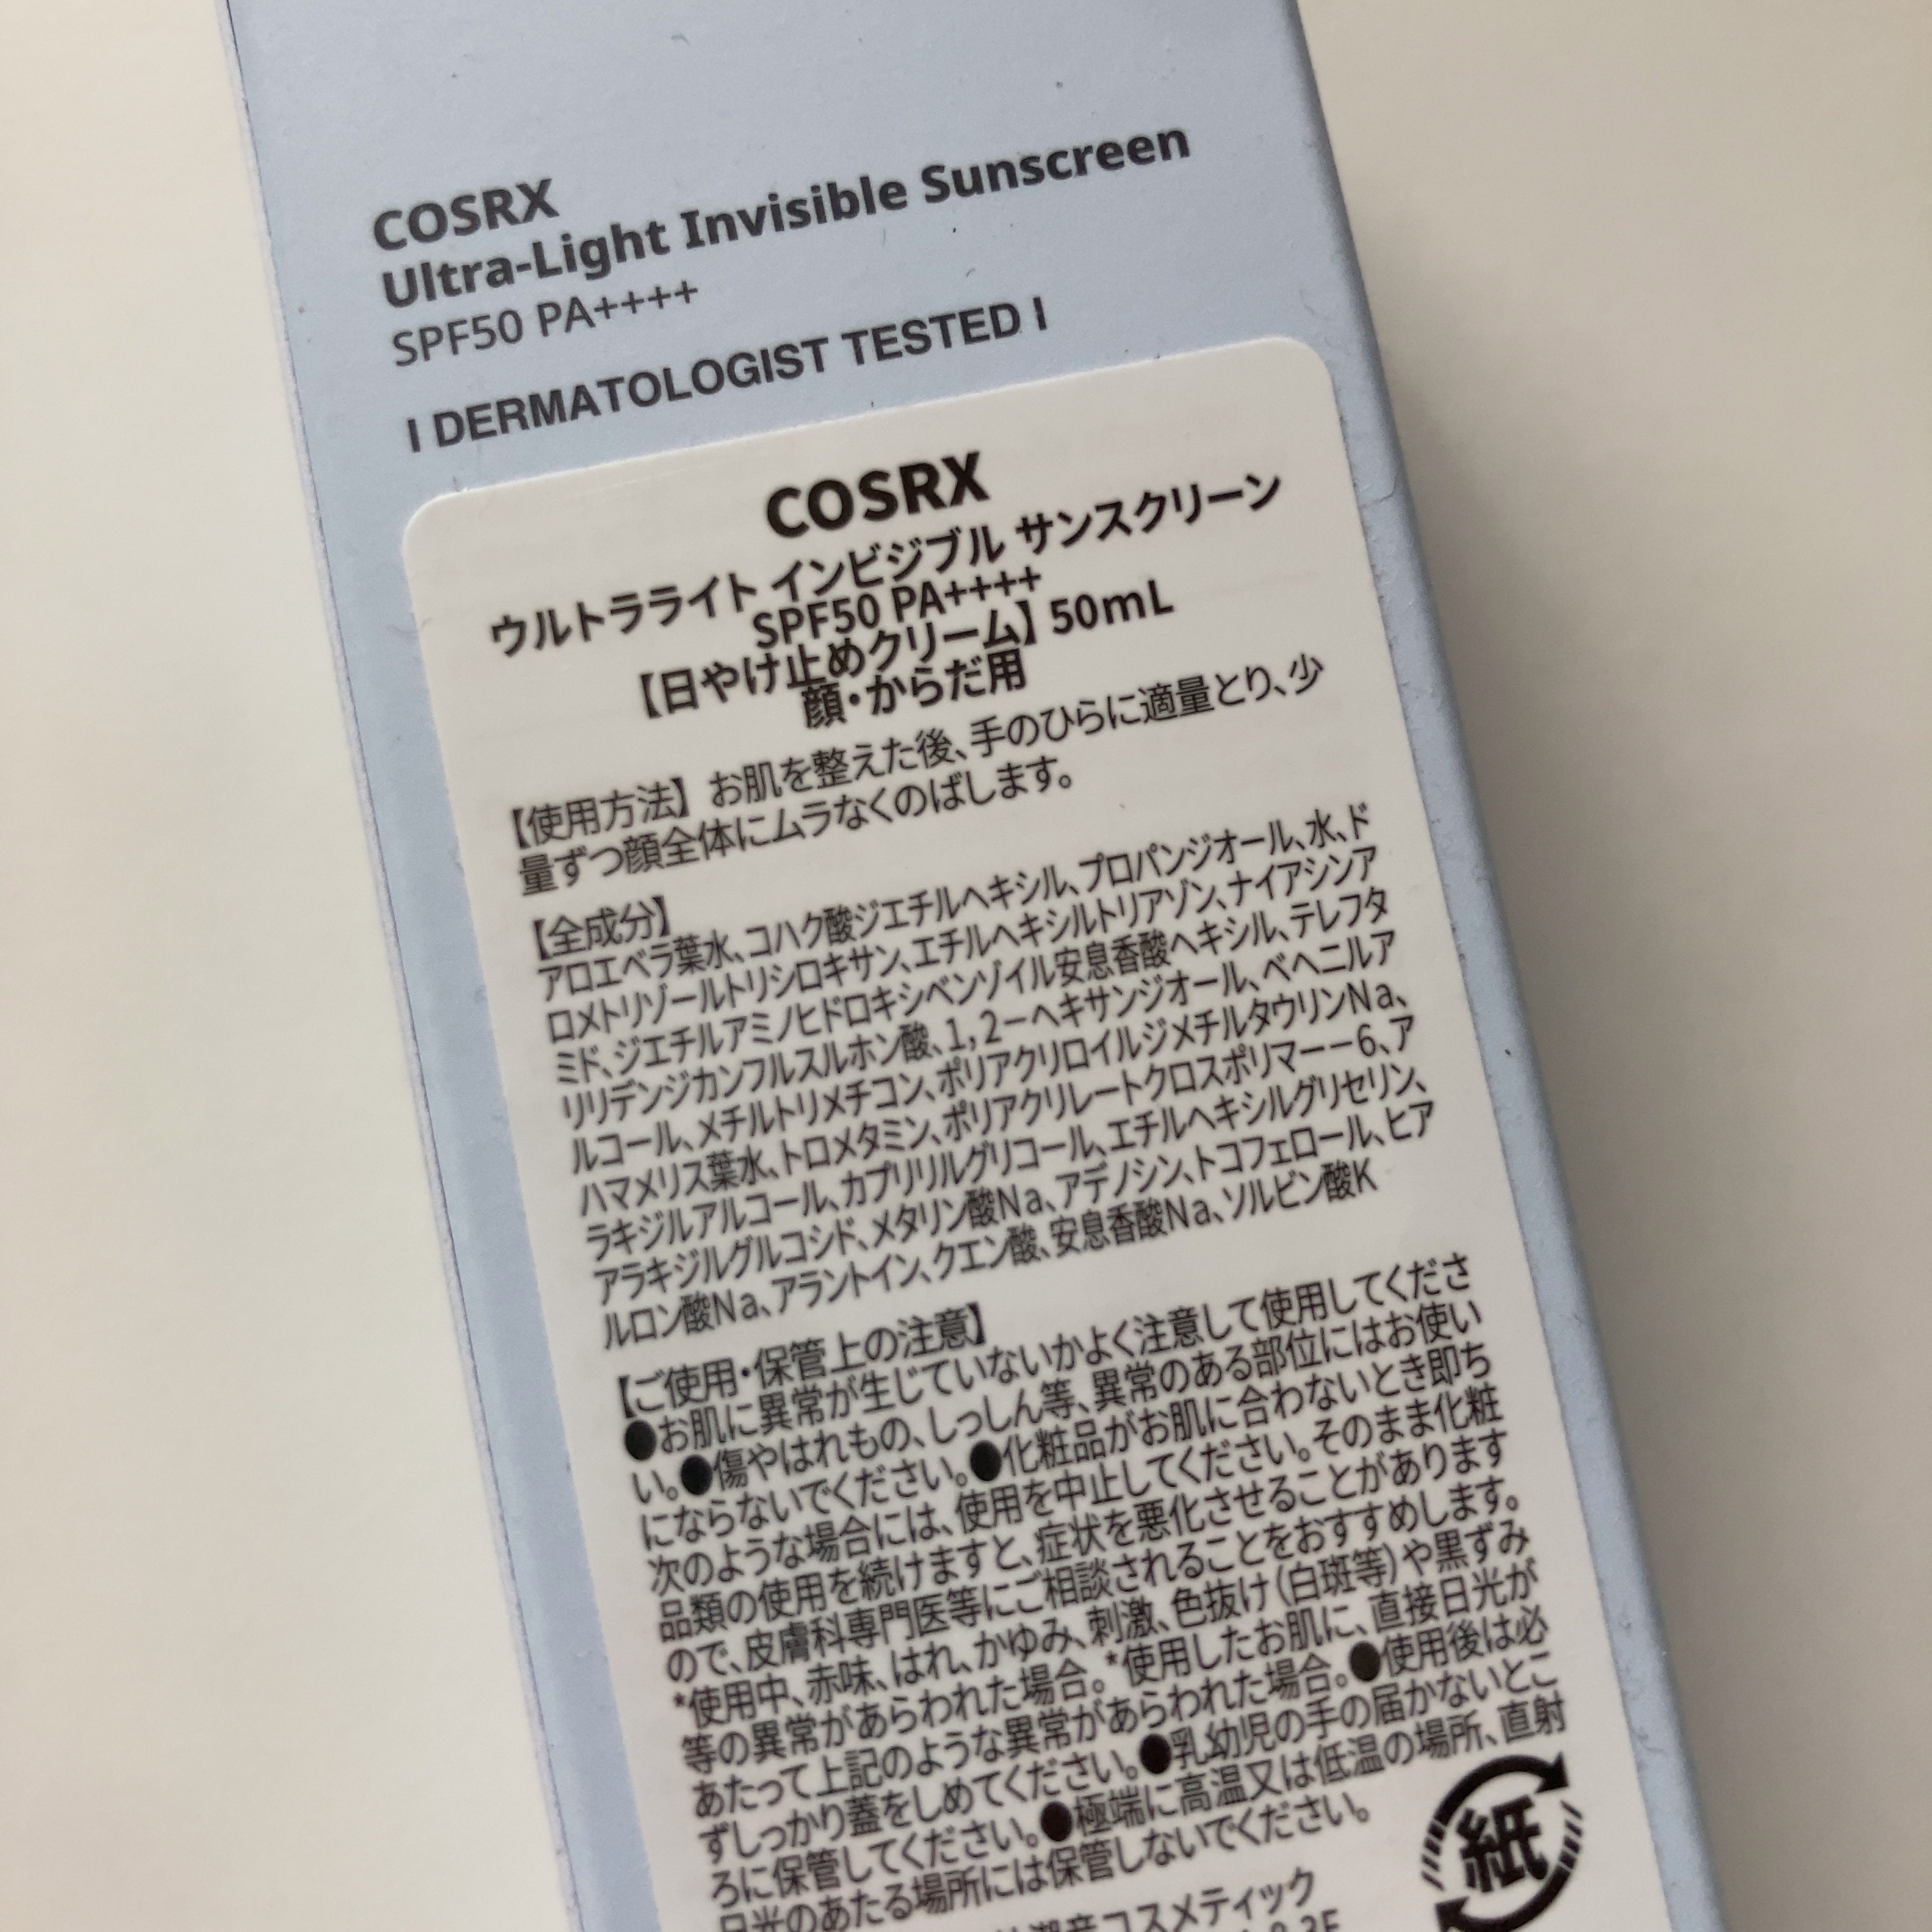 COSRX
Ultra-Light Invisible Sunscreen
SPF50 PA++++
I DERMATOLOGIST TESTED I
COSRX
ウルトラライト インビジブル サンスクリーン
SPF50 PA++++
【日やけ止めクリーム】 50mL
顔・からだ用
【使用方法】 お肌を整えた後、手のひらに適量とり、少
量ずつ顔全体にムラなくのばします。
【全成分】
アロエベラ葉水、コハク酸ジエチルヘキシル、プロパンジオール、水、ド
ロメトリゾールトリシロキサン、エチルヘキシルトリアゾン、ナイアシンア
ミド、ジエチルアミノヒドロキシベンゾイル安息香酸ヘキシル、テレフタ
リリデンジカンフルスルホン酸、1,2－ヘキサンジオール、ベヘニルア
ルコール、メチルトリメチコン、ポリアクリロイルジメチルタウリンNa、
ハマメリス葉水、トロメタミン、ポリアクリレートクロスポリマー－6、ア
ラキジルアルコール、カプリリルグリコール、エチルヘキシルグリセリン、
アラキジルグルコシド、メタリン酸Na、アデノシン、トコフェロール、ヒア
ルロン酸Na、アラントイン、クエン酸、安息香酸Na、ソルビン酸K
【ご使用・保管上の注意】
●お肌に異常が生じていないかよく注意して使用してくださ
い。●傷やはれもの、しっしん等、異常のある部位にはお使い
にならないでください。●化粧品がお肌に合わないとき即ち
次のような場合には、使用を中止してください。そのまま化粧
品類の使用を続けますと、症状を悪化させることがあります
ので、皮膚科専門医等にご相談されることをおすすめします。
*使用中、赤味、はれ、かゆみ、刺激、色抜け（白斑等）や黒ずみ
等の異常があらわれた場合。*使用したお肌に、直接日光が
あたって上記のような異常があらわれた場合。●使用後は必
ずしっかり蓋をしめてください。●乳幼児の手の届かないとこ
ろに保管してください。●極端に高温又は低温の場所、直射
日光のあたる場所には保管しないでください。
紙
コスメティック